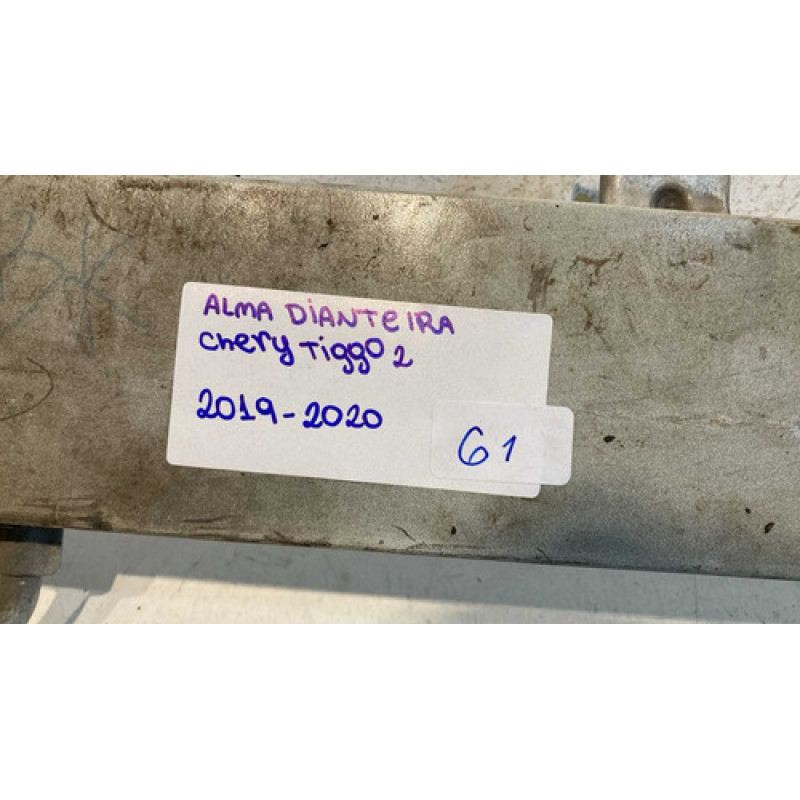 ALMA DIANTEIRA
Chery Tiggo 2
2019-2020
61